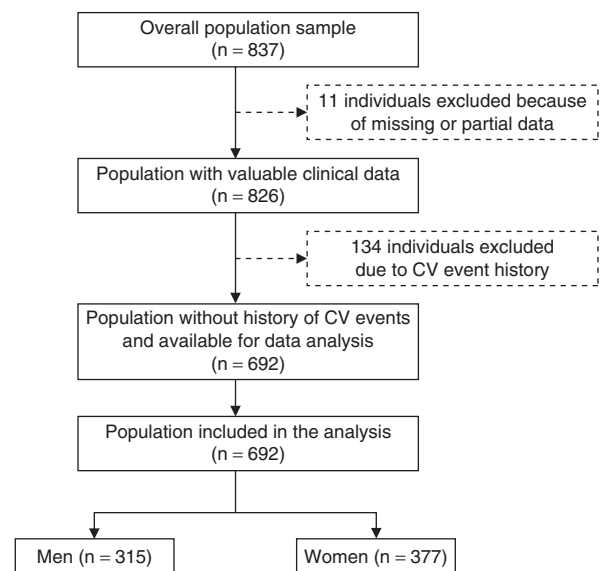 Overall population sample
(n = 837)
11 individuals excluded because
of missing or partial data
Population with valuable clinical data
(n = 826)
134 individuals excluded
due to CV event history
Population without history of CV events
and available for data analysis
(n = 692)
Population included in the analysis
(n = 692)
Men (n = 315)
Women (n = 377)